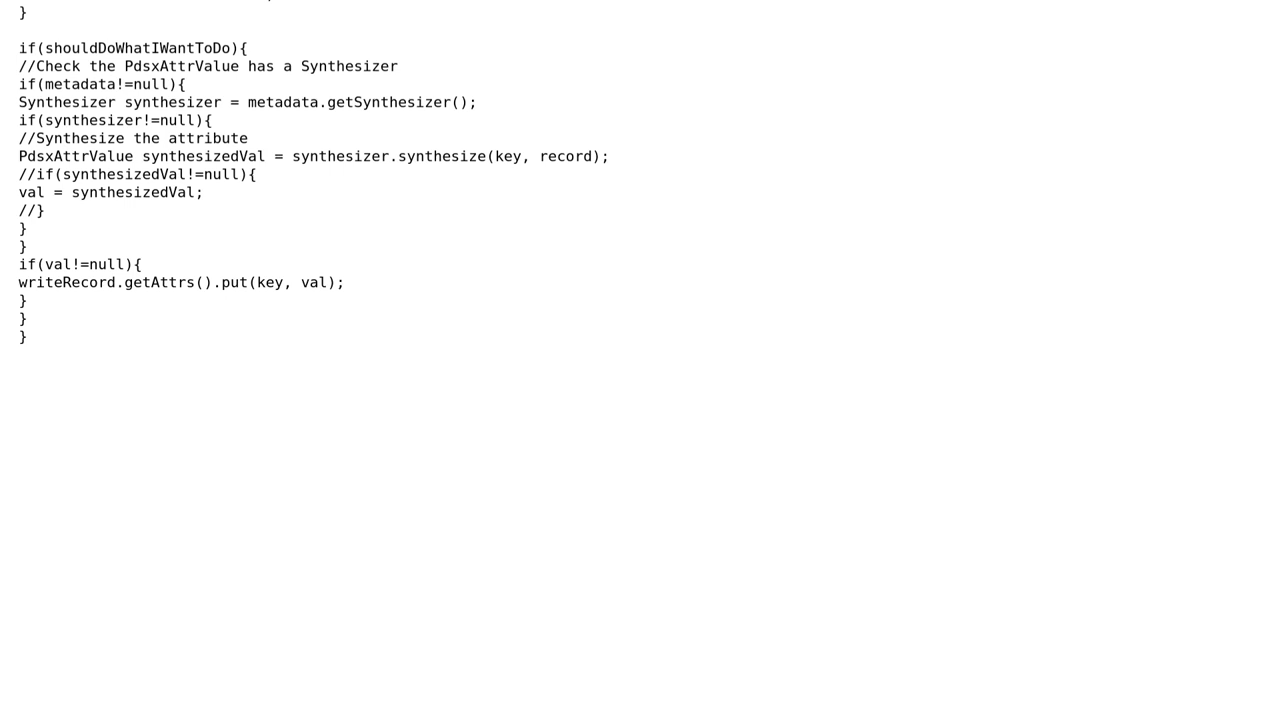 }
if(shouldDoWhatIWantToDo){
//Check the PdsxAttrValue has a Synthesizer
if(metadata!=null){
Synthesizer synthesizer = metadata.getSynthesizer();
if(synthesizer!=null){
//Synthesize the attribute
PdsxAttrValue synthesizedVal = synthesizer.synthesize(key, record);
//if(synthesizedVal!=null){
val = synthesizedVal;
//}
}
}
if(val!=null){
writeRecord.getAttrs().put(key, val);
}
}
}